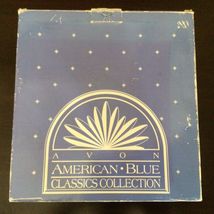 AVON
AMERICAN • BLUE
CLASSICS COLLECTION